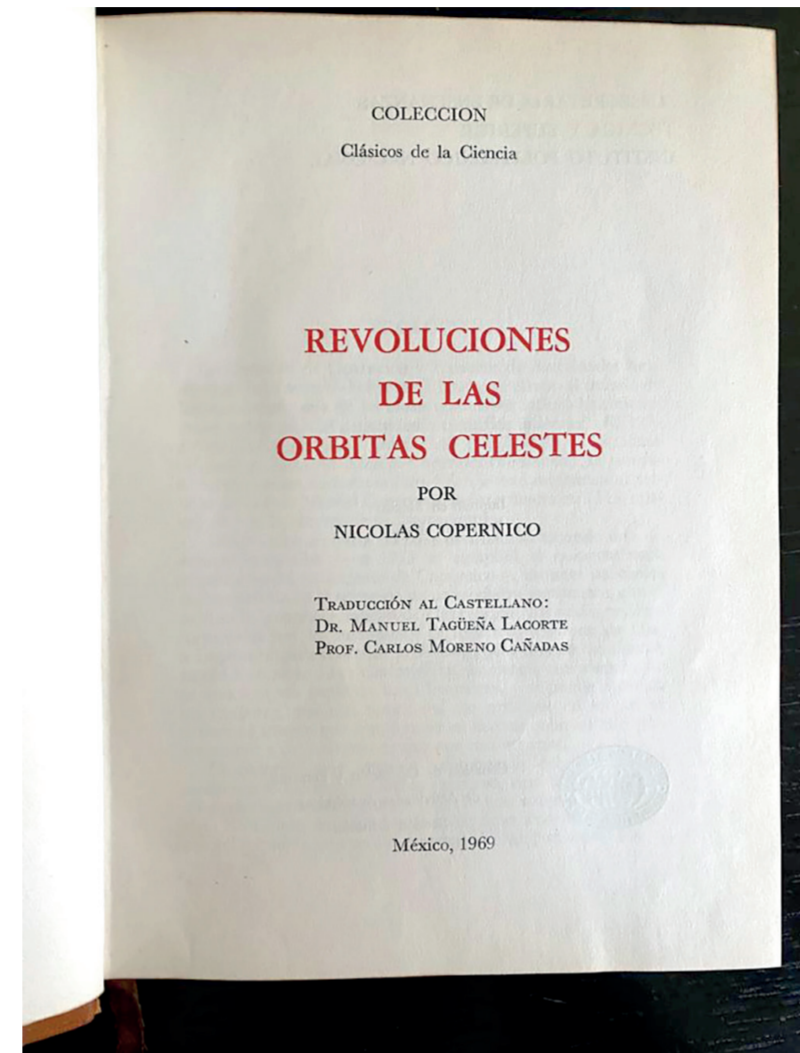 COLECCION
Clásicos de la Ciencia
REVOLUCIONES
DE LAS
ORBITAS CELESTES
POR
NICOLAS COPERNICO
TRADUCCIÓN AL CASTELLANO:
DR. MANUEL TAGÜEÑA LACORTE
PROF. CARLOS MORENO CAÑADAS
México, 1969